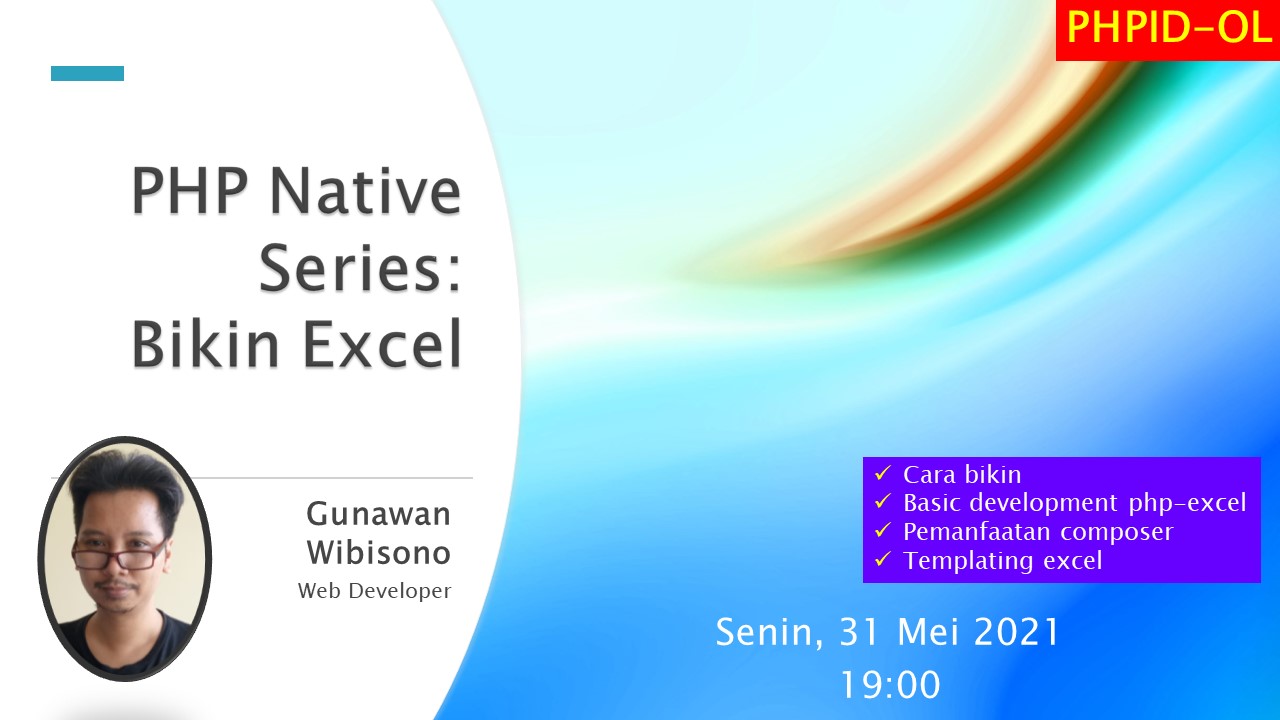 PHPID-OL
PHP Native
Series:
Bikin Excel
Gunawan
Wibisono
Web Developer
✓ Cara bikin
✓ Basic development php-excel
✓ Pemanfaatan composer
✓ Templating excel
Senin, 31 Mei 2021
19:00